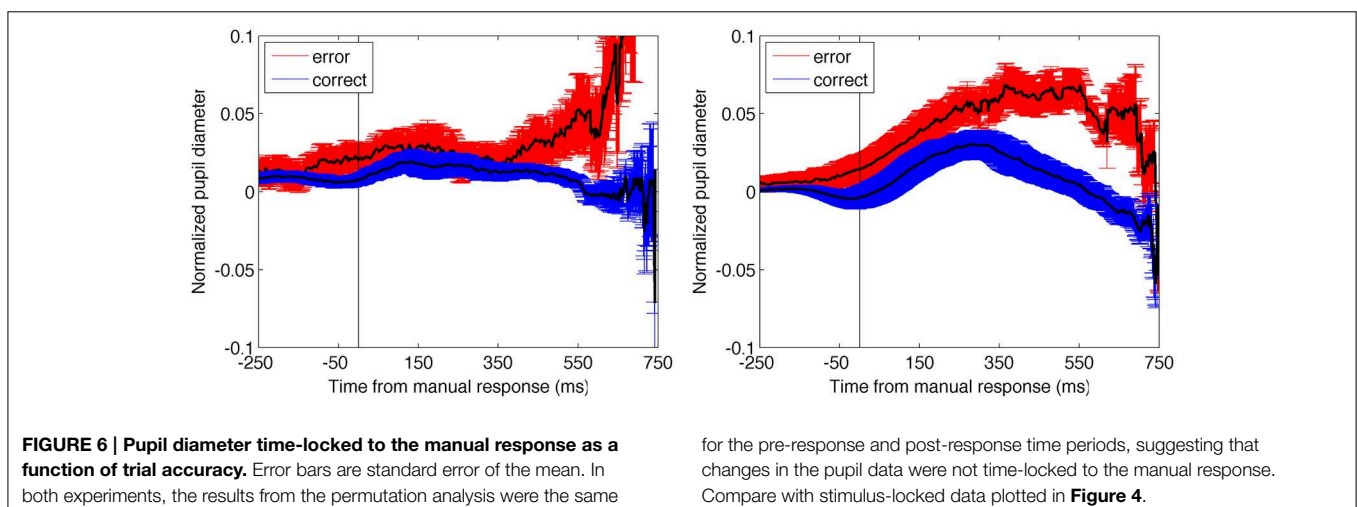 0.1
error
correct
0.05
0
-0.05
-0.1
Normalized pupil diameter
-250 -50 150 350 550 750
Time from manual response (ms)
0.1
error
correct
0.05
0
-0.05
-0.1
Normalized pupil diameter
-250 -50 150 350 550 750
Time from manual response (ms)
FIGURE 6 | Pupil diameter time-locked to the manual response as a
function of trial accuracy. Error bars are standard error of the mean. In
both experiments, the results from the permutation analysis were the same
for the pre-response and post-response time periods, suggesting that
changes in the pupil data were not time-locked to the manual response.
Compare with stimulus-locked data plotted in Figure 4.